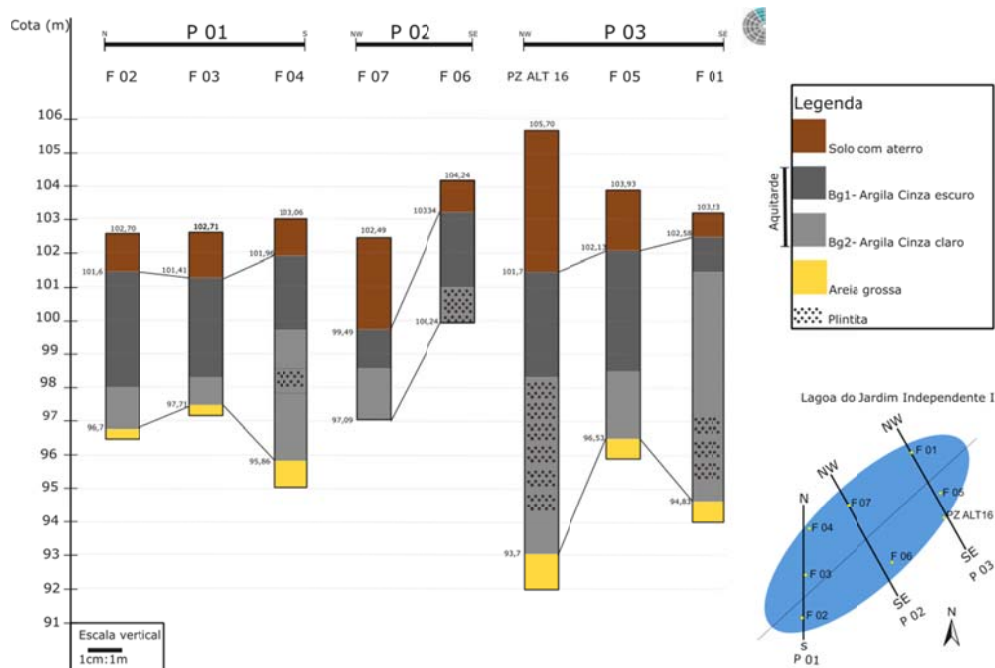 Cota (m)
N P 01 S
NW P 02 SE
NW P 03 SE
F 02 F 03 F 04 F 07 F 06 PZ ALT 16 F 05 F 01
106
105
104
103
102
101
100
99
98
97
96
95
94
93
92
91
102,70
101,6
96,7
102,71
101,41
97,71
103,06
101,96
95,86
102,49
99,49
97,09
104,24
10334
100,24
105,70
101,7
93,7
103,93
102,13
96,53
102,58
94,83
Escala vertical
1cm:1m
Legenda
Solo com aterro
Aquitarde
Bg1- Argila Cinza escuro
Bg2- Argila Cinza claro
Areia grossa
Plintita
Lagoa do Jardim Independente I
NW
F 01
NW
F 05
F 07
PZ ALT16
N
F 04
SE
P 03
F 06
F 03
SE
P 02
F 02
N
S
P 01